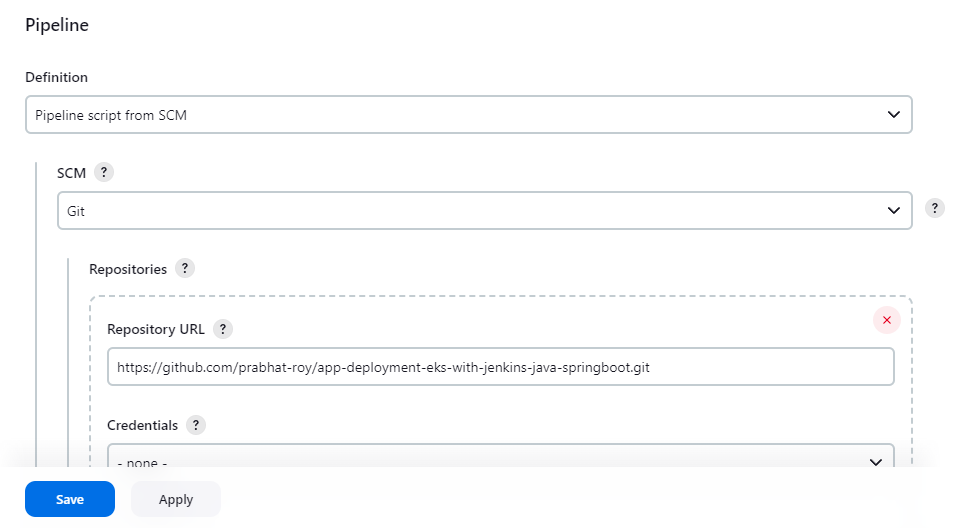 Pipeline
Definition
Pipeline script from SCM
SCM ?
Git
?
Repositories ?
Repository URL ?
https://github.com/prabhat-roy/app-deployment-eks-with-jenkins-java-springboot.git
Credentials ?
- none -
Save Apply